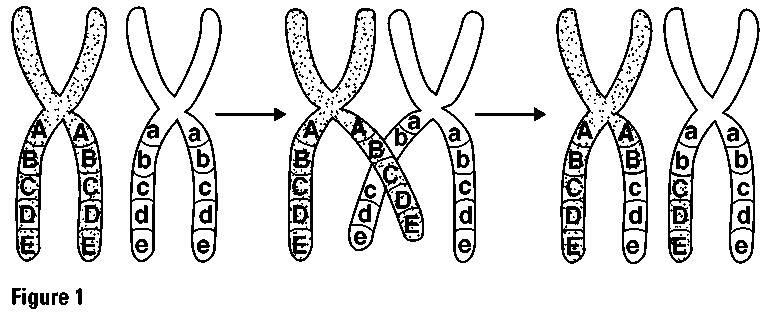 A A a a A A a a A A a a
B B b b B B b b B B b b
C C c c C c C c C c C c
D D d d D d D d D d D d
E E e e E e E e E e E e
Figure 1